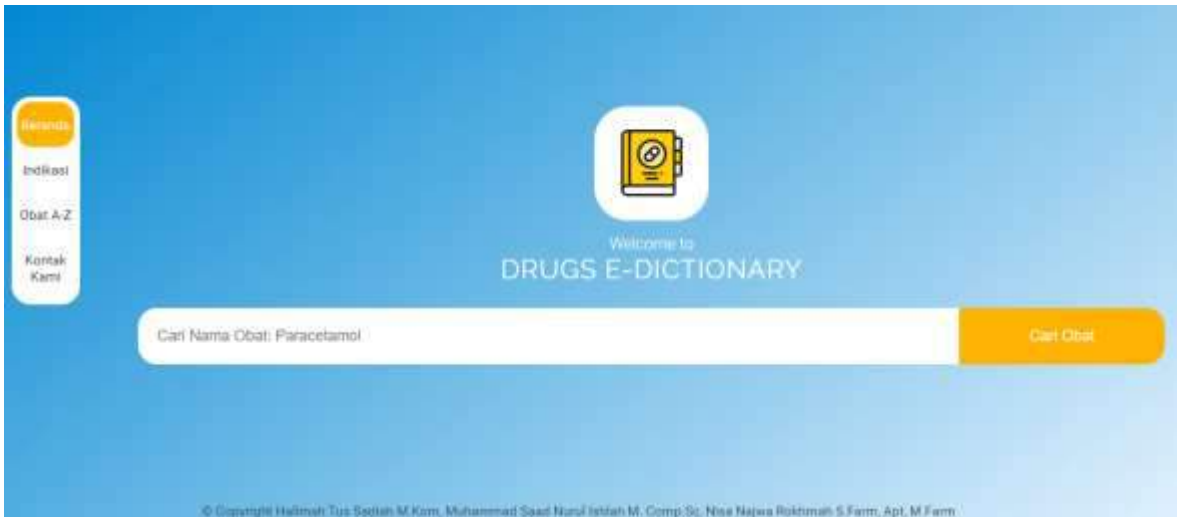 Beranda
Indikasi
Obat A-Z
Kontak
Kami
Welcome to
DRUGS E-DICTIONARY
Cari Nama Obat: Paracetamol
Cari Obat
© Copyright Halimah Tus Sadiah M.Kom, Muhammad Saad Nurul Ishlah M. Comp.Sc, Nisa Najwa Rokhmah S.Farm, Apt, M.Farm